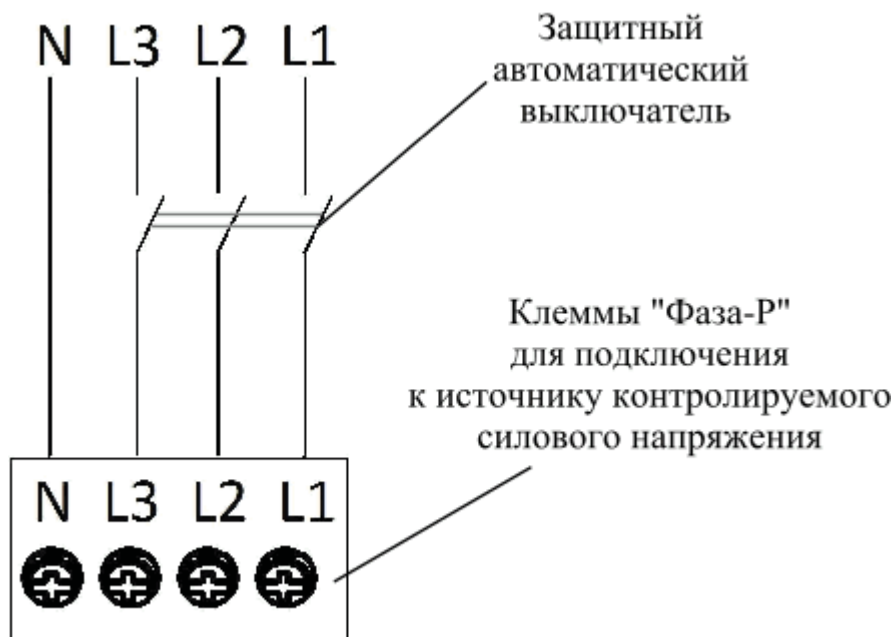 N L3 L2 L1
Защитный
автоматический
выключатель
Клеммы "Фаза-Р"
для подключения
к источнику контролируемого
силового напряжения
N L3 L2 L1